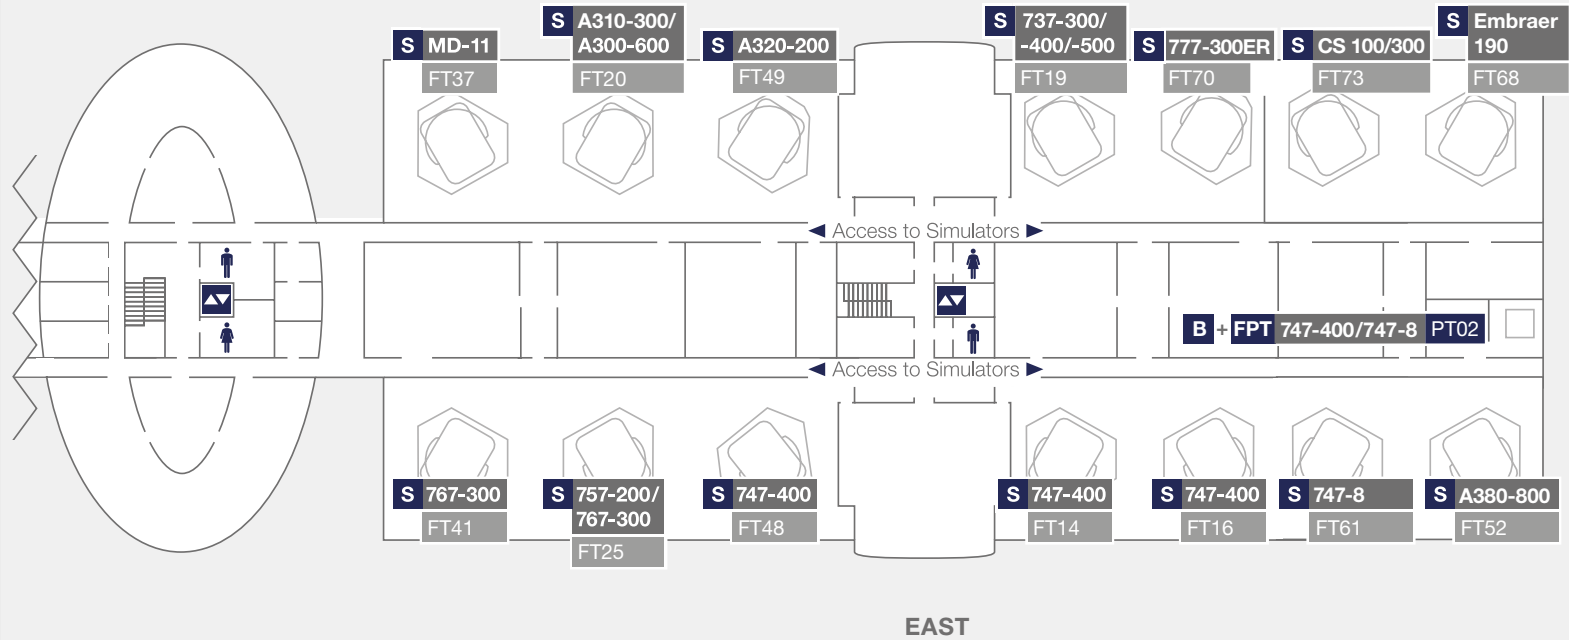 S MD-11
FT37
S A310-300/
A300-600
FT20
S A320-200
FT49
S 737-300/
-400/-500
FT19
S 777-300ER
FT70
S CS 100/300
FT73
S Embraer
190
FT68
Access to Simulators
B + FPT 747-400/747-8 PT02
Access to Simulators
S 767-300
FT41
S 757-200/
767-300
FT25
S 747-400
FT48
S 747-400
FT14
S 747-400
FT16
S 747-8
FT61
S A380-800
FT52
EAST